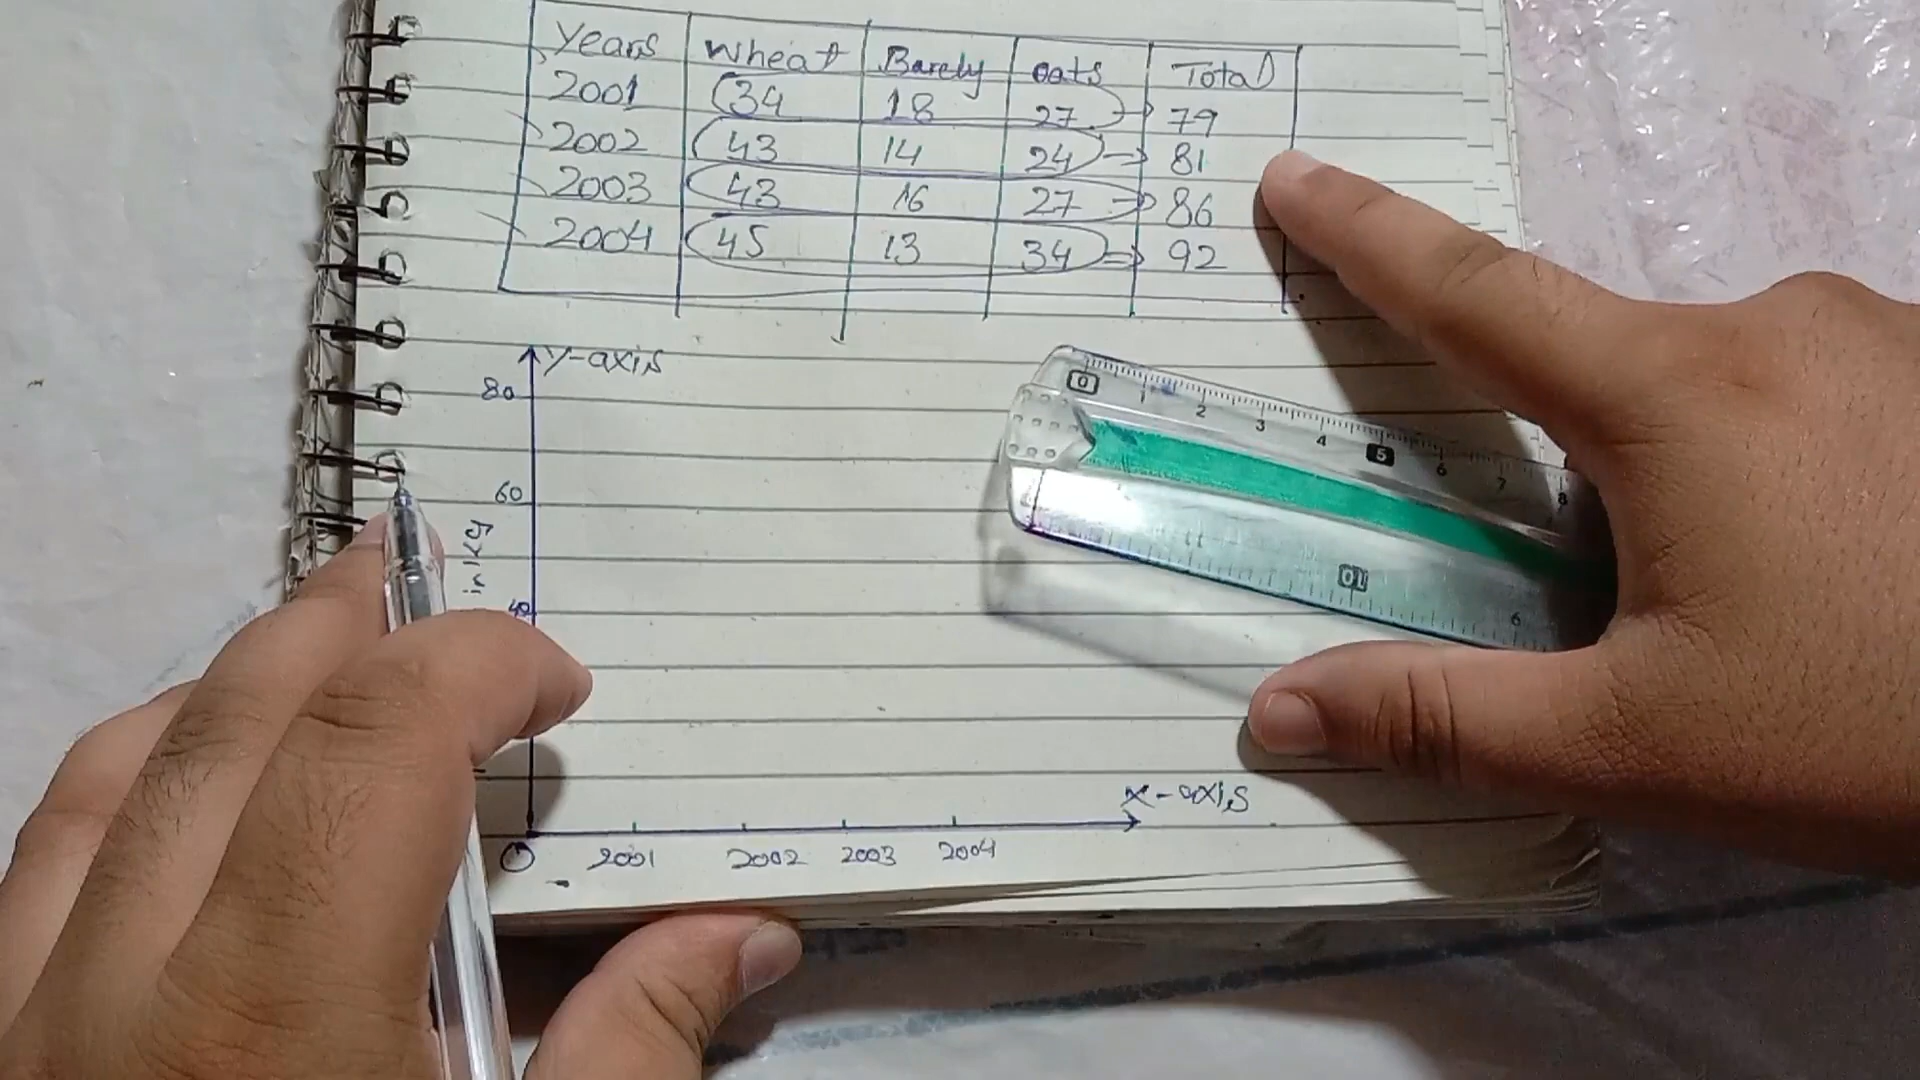 Years Wheat Barely oats Total
2001 34 18 27 79
2002 43 14 24 81
2003 43 16 27 86
2004 45 13 34 92
y-axis
80
60
in kg
40
x-axis
0 2001 2002 2003 2004
0 1 2 3 4 5 6 7 8
11 10 6